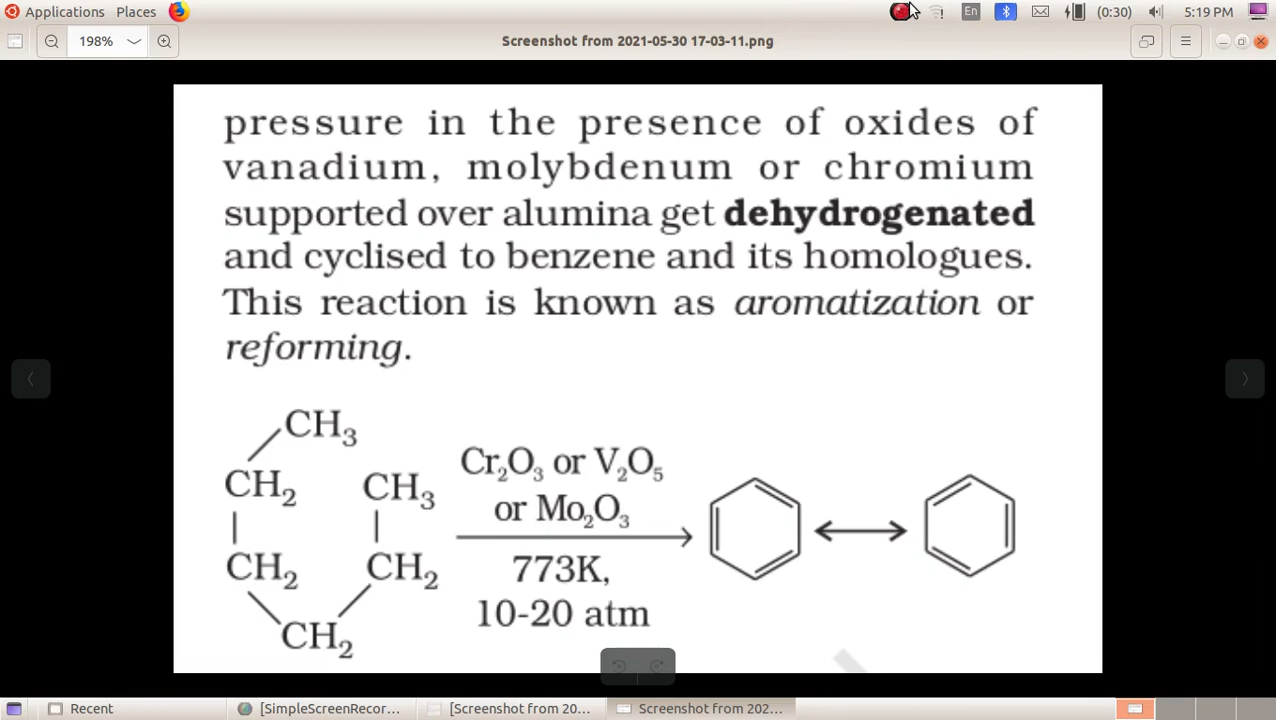 Applications Places En (0:30) 5:19 PM
198% Screenshot from 2021-05-30 17-03-11.png
pressure in the presence of oxides of
vanadium, molybdenum or chromium
supported over alumina get dehydrogenated
and cyclised to benzene and its homologues.
This reaction is known as aromatization or
reforming.
CH₃
CH₂ CH₃
CH₂ CH₂
CH₂
Cr₂O₃ or V₂O₅
or Mo₂O₃
773K,
10-20 atm
Recent [SimpleScreenRecor... [Screenshot from 20... Screenshot from 202...